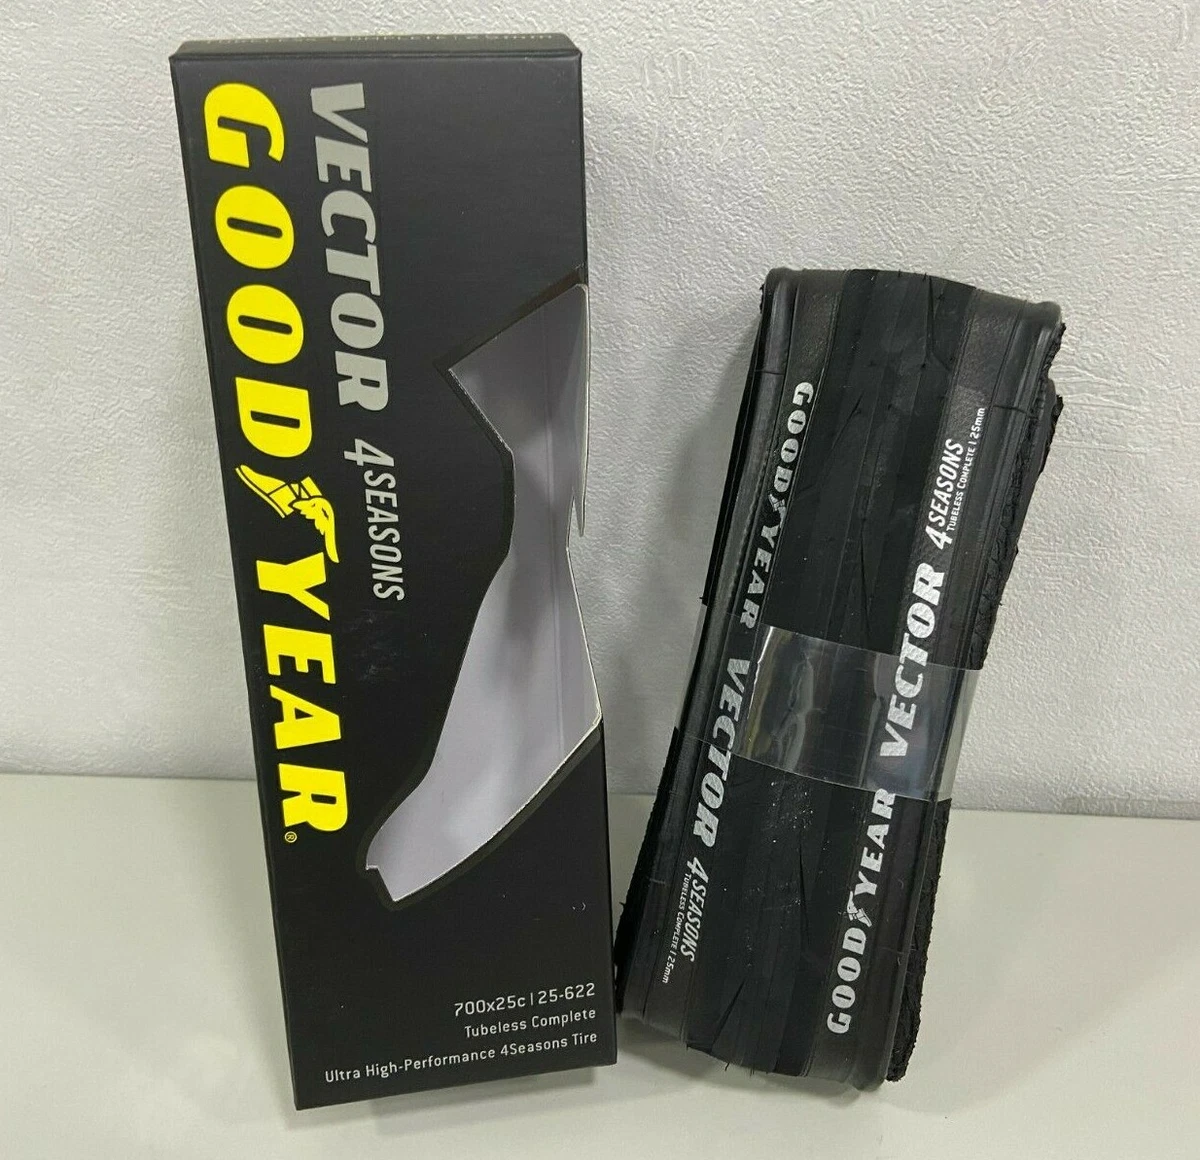 VECTOR 4SEASONS
GOODYEAR®
700x25c | 25-622
Tubeless Complete
Ultra High-Performance 4Seasons Tire
GOODYEAR VECTOR 4SEASONS
TUBELESS COMPLETE | 25mm
GOODYEAR VECTOR 4SEASONS
TUBELESS COMPLETE | 25mm